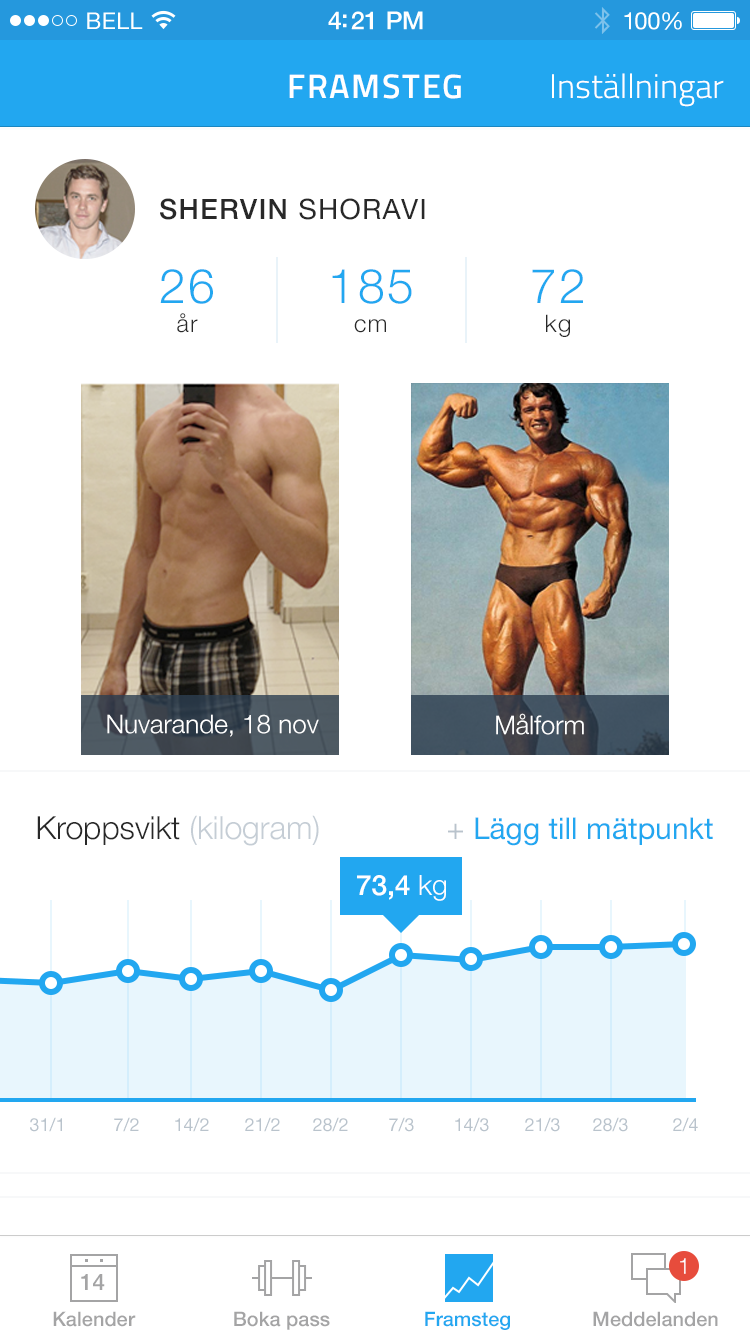 BELL 4:21 PM 100%
FRAMSTEG Inställningar
SHERVIN SHORAVI
26 185 72
år cm kg
Nuvarande, 18 nov Målform
Kroppsvikt (kilogram) + Lägg till mätpunkt
73,4 kg
31/1 7/2 14/2 21/2 28/2 7/3 14/3 21/3 28/3 2/4
14 1
Kalender Boka pass Framsteg Meddelanden